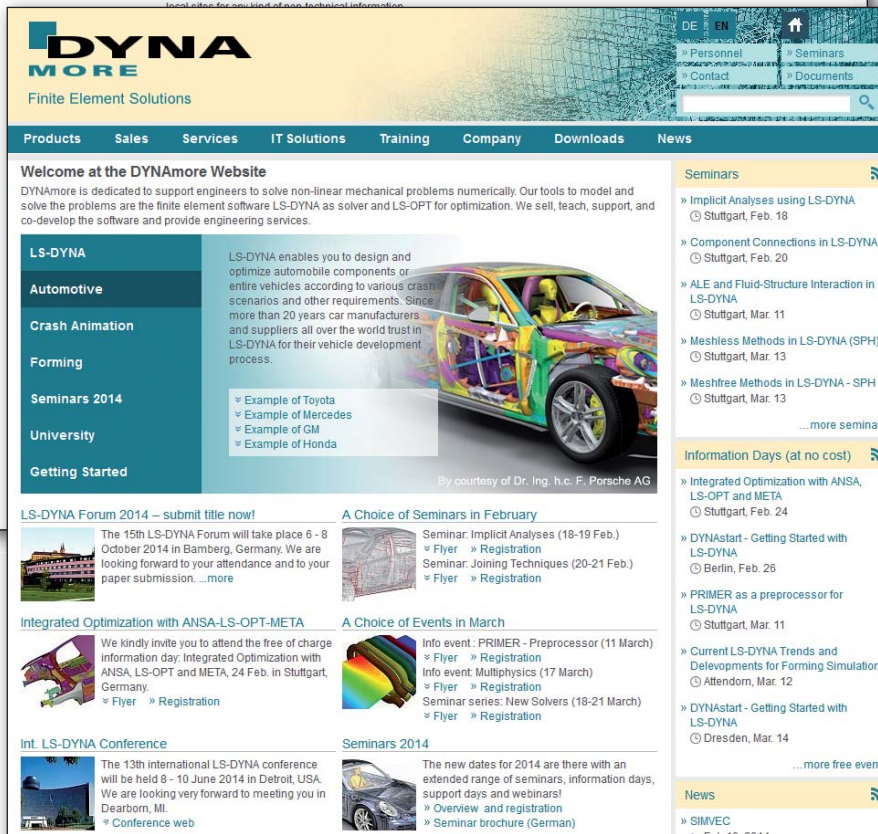 local sites for any kind of non-technical information
DYNA
MORE
Finite Element Solutions
DE EN
» Personnel » Seminars
» Contact » Documents
Products Sales Services IT Solutions Training Company Downloads News
Welcome at the DYNAmore Website
DYNAmore is dedicated to support engineers to solve non-linear mechanical problems numerically. Our tools to model and
solve the problems are the finite element software LS-DYNA as solver and LS-OPT for optimization. We sell, teach, support, and
co-develop the software and provide engineering services.
LS-DYNA
Automotive
Crash Animation
Forming
Seminars 2014
University
Getting Started
LS-DYNA enables you to design and
optimize automobile components or
entire vehicles according to various crash
scenarios and other requirements. Since
more than 20 years car manufacturers
and suppliers all over the world trust in
LS-DYNA for their vehicle development
process.
» Example of Toyota
» Example of Mercedes
» Example of GM
» Example of Honda
By courtesy of Dr. Ing. h.c. F. Porsche AG
LS-DYNA Forum 2014 – submit title now!
The 15th LS-DYNA Forum will take place 6 - 8
October 2014 in Bamberg, Germany. We are
looking forward to your attendance and to your
paper submission. ...more
A Choice of Seminars in February
Seminar: Implicit Analyses (18-19 Feb.)
» Flyer » Registration
Seminar: Joining Techniques (20-21 Feb.)
» Flyer » Registration
Integrated Optimization with ANSA-LS-OPT-META
We kindly invite you to attend the free of charge
information day: Integrated Optimization with
ANSA, LS-OPT and META, 24 Feb. in Stuttgart,
Germany.
» Flyer » Registration
A Choice of Events in March
Info event : PRIMER - Preprocessor (11 March)
» Flyer » Registration
Info event: Multiphysics (17 March)
» Flyer » Registration
Seminar series: New Solvers (18-21 March)
» Flyer » Registration
Int. LS-DYNA Conference
The 13th international LS-DYNA conference
will be held 8 - 10 June 2014 in Detroit, USA.
We are looking very forward to meeting you in
Dearborn, MI.
» Conference web
Seminars 2014
The new dates for 2014 are there with an
extended range of seminars, information days,
support days and webinars!
» Overview and registration
» Seminar brochure (German)
Seminars
» Implicit Analyses using LS-DYNA
Stuttgart, Feb. 18
» Component Connections in LS-DYNA
Stuttgart, Feb. 20
» ALE and Fluid-Structure Interaction in
LS-DYNA
Stuttgart, Mar. 11
» Meshless Methods in LS-DYNA (SPH)
Stuttgart, Mar. 13
» Meshfree Methods in LS-DYNA - SPH
Stuttgart, Mar. 13
...more semina
Information Days (at no cost)
» Integrated Optimization with ANSA,
LS-OPT and META
Stuttgart, Feb. 24
» DYNAstart - Getting Started with
LS-DYNA
Berlin, Feb. 26
» PRIMER as a preprocessor for
LS-DYNA
Stuttgart, Mar. 11
» Current LS-DYNA Trends and
Delevopments for Forming Simulation
Attendorn, Mar. 12
» DYNAstart - Getting Started with
LS-DYNA
Dresden, Mar. 14
...more free even
News
» SIMVEC